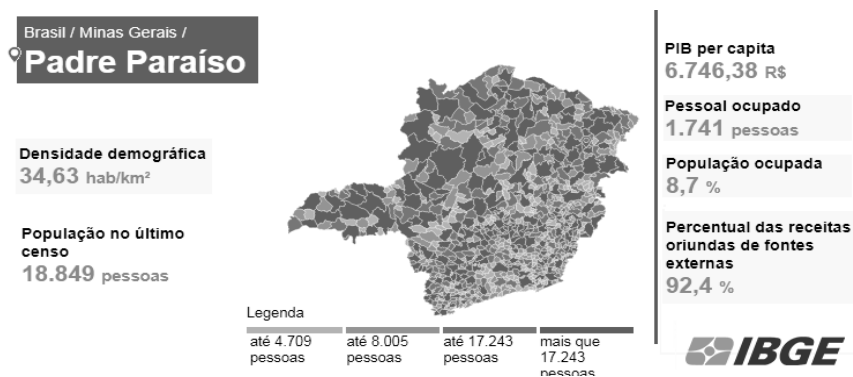 Brasil / Minas Gerais /
Padre Paraíso
Densidade demográfica
34,63 hab/km²
População no último
censo
18.849 pessoas
Legenda
até 4.709
pessoas
até 8.005
pessoas
até 17.243
pessoas
mais que
17.243
pessoas
PIB per capita
6.746,38 R$
Pessoal ocupado
1.741 pessoas
População ocupada
8,7 %
Percentual das receitas
oriundas de fontes
externas
92,4 %
IBGE